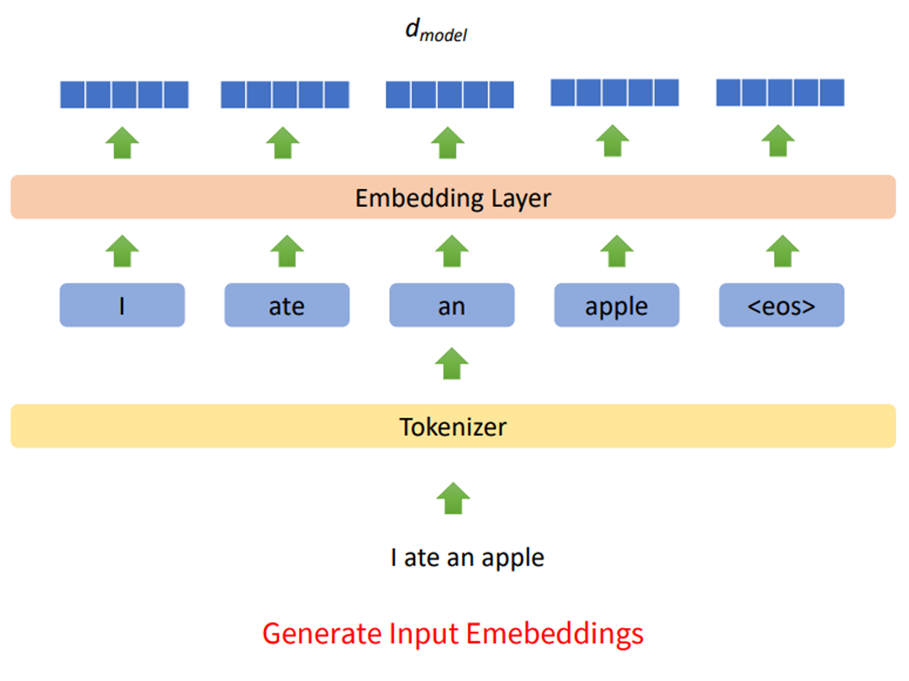 d_model
Embedding Layer
I ate an apple <eos>
Tokenizer
I ate an apple
Generate Input Emebeddings